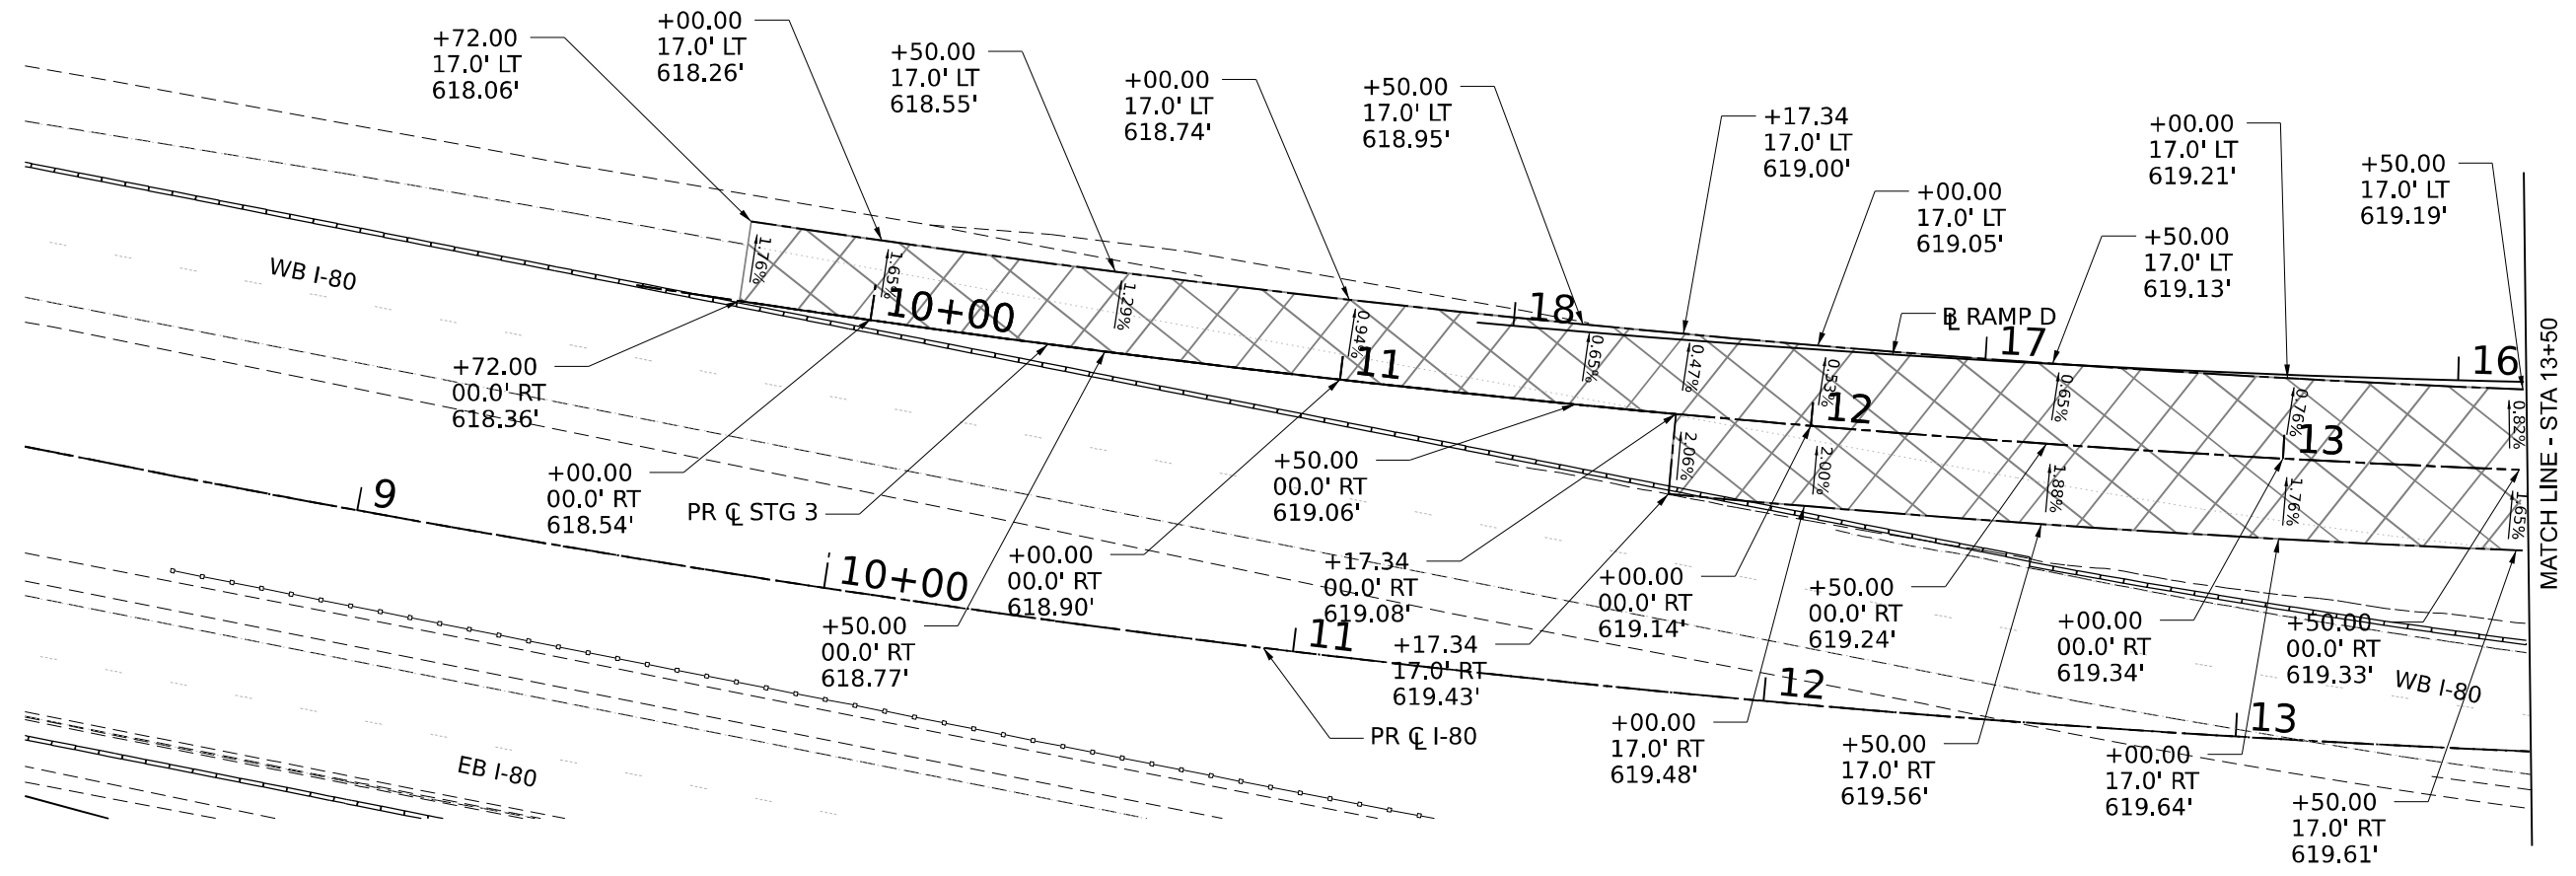 +72.00
17.0' LT
618.06'
+00.00
17.0' LT
618.26'
+50.00
17.0' LT
618.55'
+00.00
17.0' LT
618.74'
+50.00
17.0' LT
618.95'
+17.34
17.0' LT
619.00'
+00.00
17.0' LT
619.05'
+00.00
17.0' LT
619.21'
+50.00
17.0' LT
619.13'
+50.00
17.0' LT
619.19'
WB I-80
1.76%
1.65%
10+00
1.29%
0.94%
11
18
0.65%
0.47%
0.53%
12
℄ RAMP D
17
0.65%
0.76%
13
16
0.82%
MATCH LINE - STA 13+50
2.06%
2.00%
1.88%
1.76%
1.65%
+72.00
00.0' RT
618.36'
+00.00
00.0' RT
618.54'
PR ℄ STG 3
+50.00
00.0' RT
618.77'
+00.00
00.0' RT
618.90'
+50.00
00.0' RT
619.06'
+17.34
00.0' RT
619.08'
+17.34
17.0' RT
619.43'
+00.00
00.0' RT
619.14'
+00.00
17.0' RT
619.48'
+50.00
00.0' RT
619.24'
+50.00
17.0' RT
619.56'
+00.00
00.0' RT
619.34'
+00.00
17.0' RT
619.64'
+50.00
00.0' RT
619.33'
+50.00
17.0' RT
619.61'
WB I-80
9
10+00
11
12
13
PR ℄ I-80
EB I-80